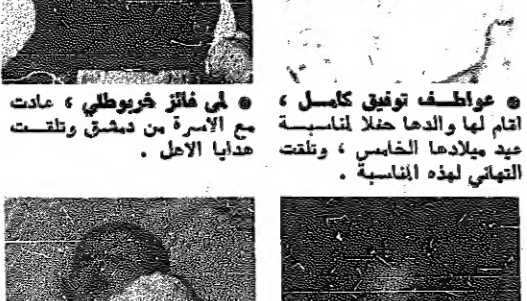 ● عواطف توفيق كامل ،
اقام لها والدها حفلا لمناسبة
عيد ميلادها الخامس ، وتلقت
التهاني لهذه المناسبة .
● لمى فائز خربوطلي ، عادت
مع الاسرة من دمشق وتلقت
هدايا الاهل .